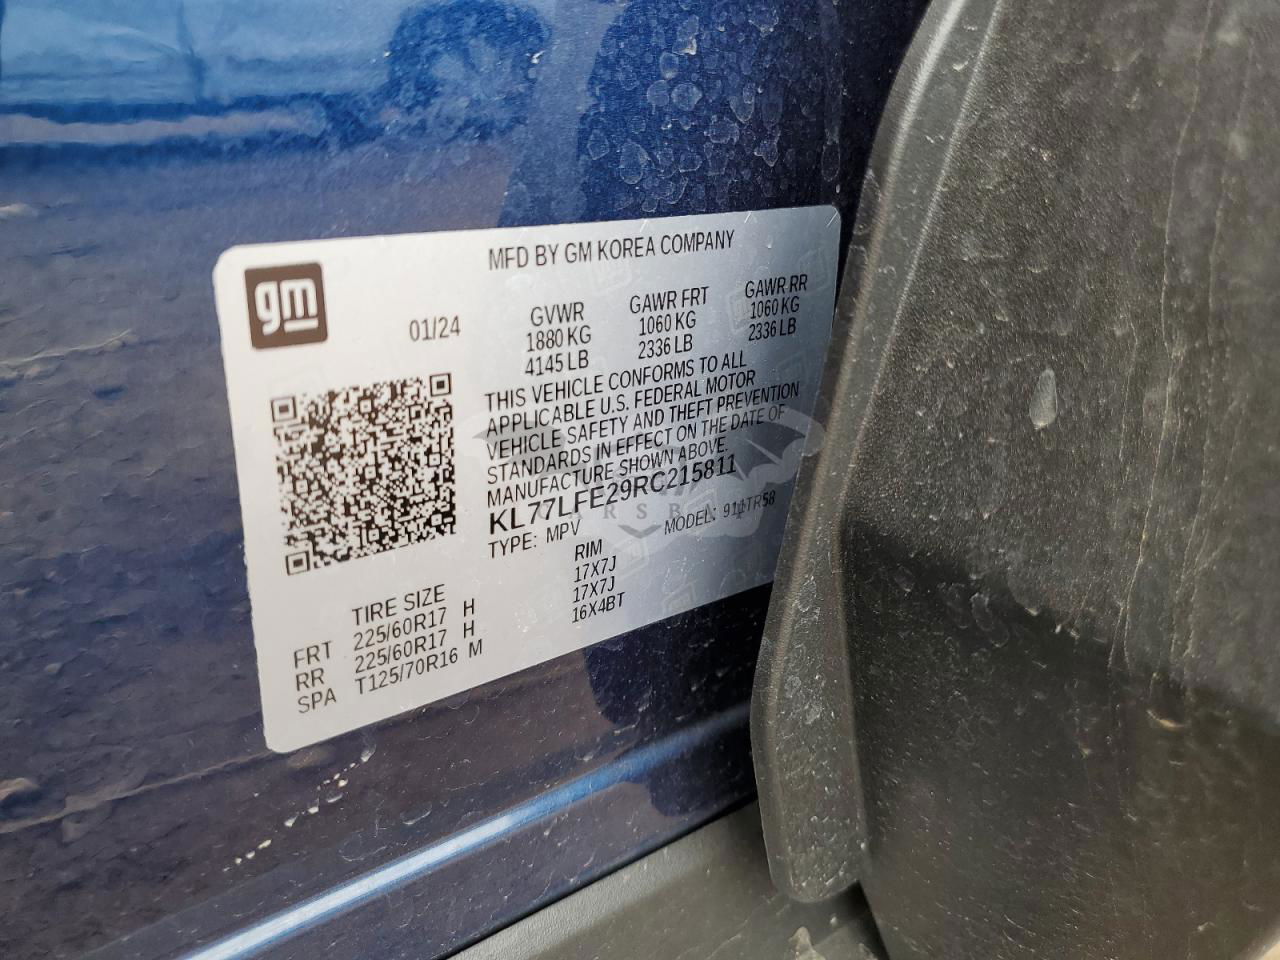 MFD BY GM KOREA COMPANY
gm
01/24
GVWR GAWR FRT GAWR RR
1880 KG 1060 KG 1060 KG
4145 LB 2336 LB 2336 LB
THIS VEHICLE CONFORMS TO ALL
APPLICABLE U.S. FEDERAL MOTOR
VEHICLE SAFETY AND THEFT PREVENTION
STANDARDS IN EFFECT ON THE DATE OF
MANUFACTURE SHOWN ABOVE.
KL77LFE29RC215811
TYPE: MPV MODEL: 911TR58
TIRE SIZE RIM
FRT 225/60R17 H 17X7J
RR 225/60R17 H 17X7J
SPA T125/70R16 M 16X4BT